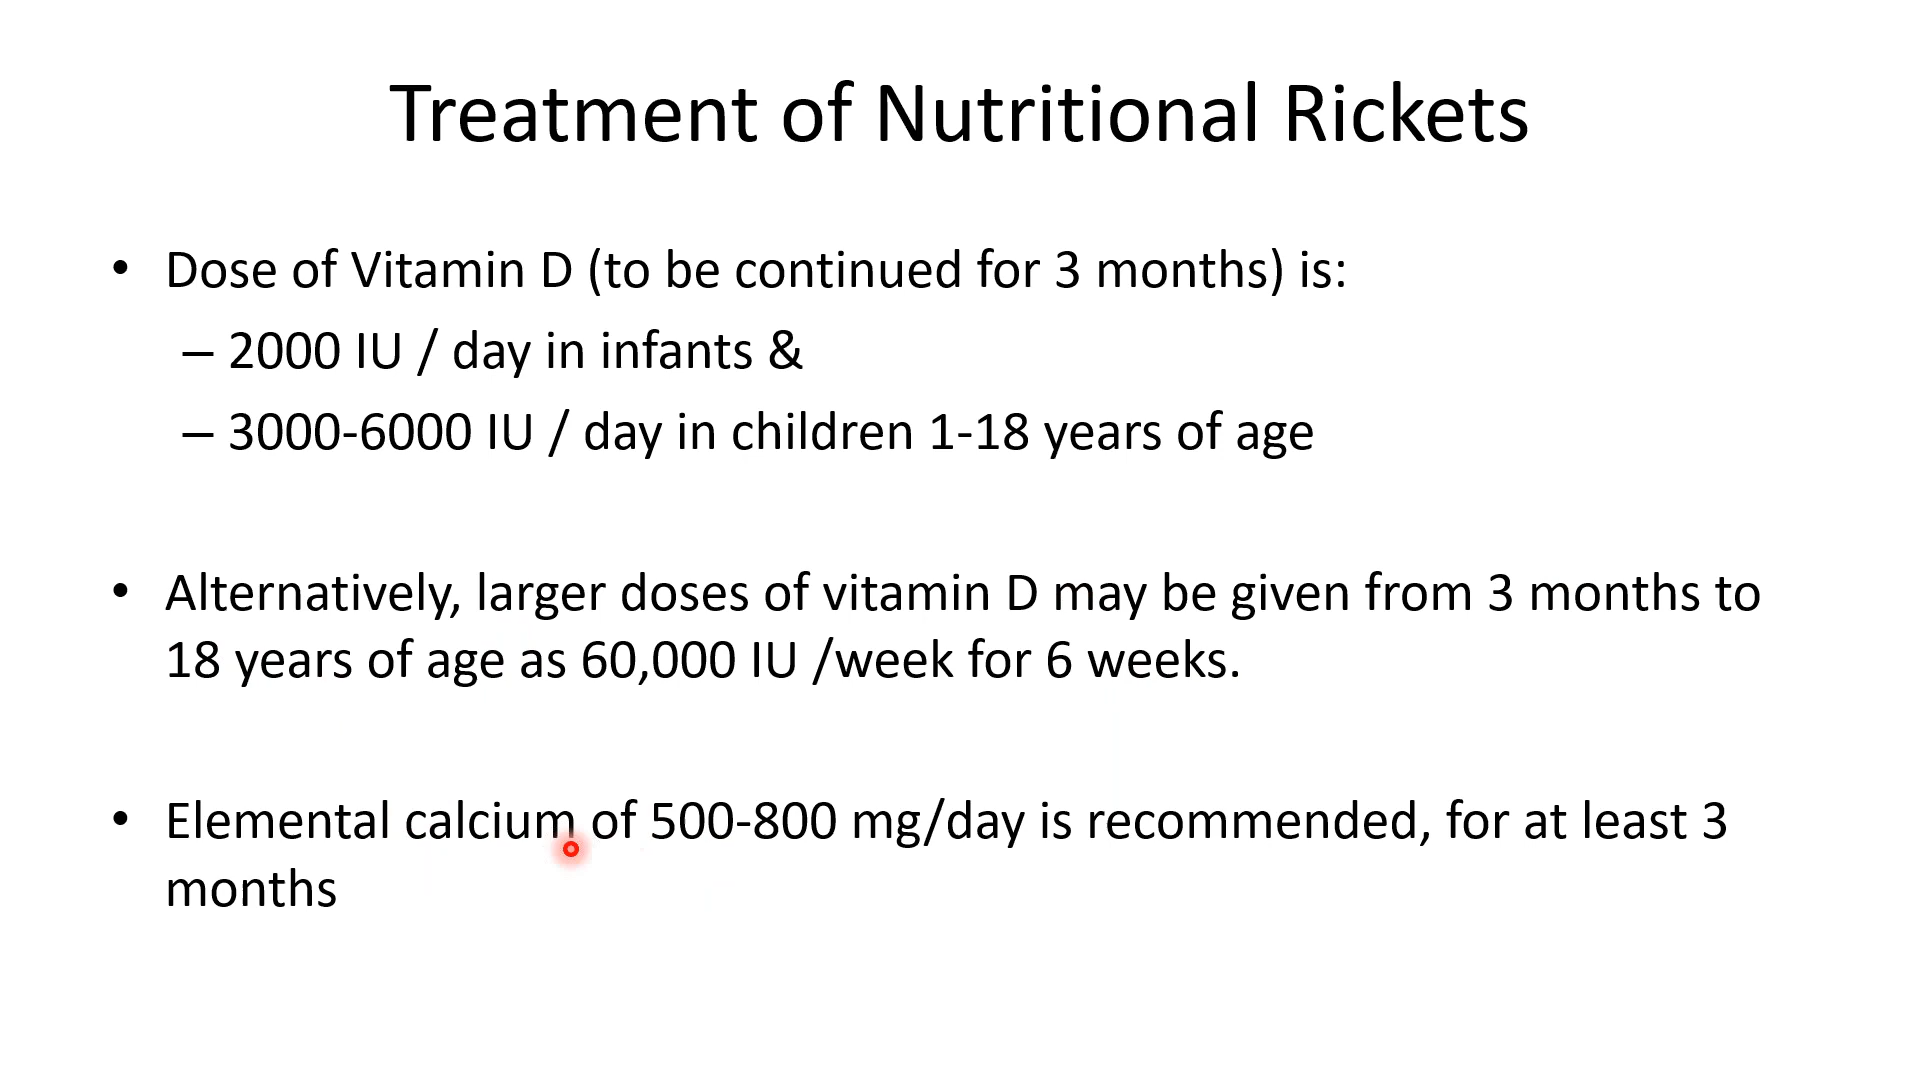 Treatment of Nutritional Rickets
• Dose of Vitamin D (to be continued for 3 months) is:
– 2000 IU / day in infants &
– 3000-6000 IU / day in children 1-18 years of age
• Alternatively, larger doses of vitamin D may be given from 3 months to
18 years of age as 60,000 IU /week for 6 weeks.
• Elemental calcium of 500-800 mg/day is recommended, for at least 3
months